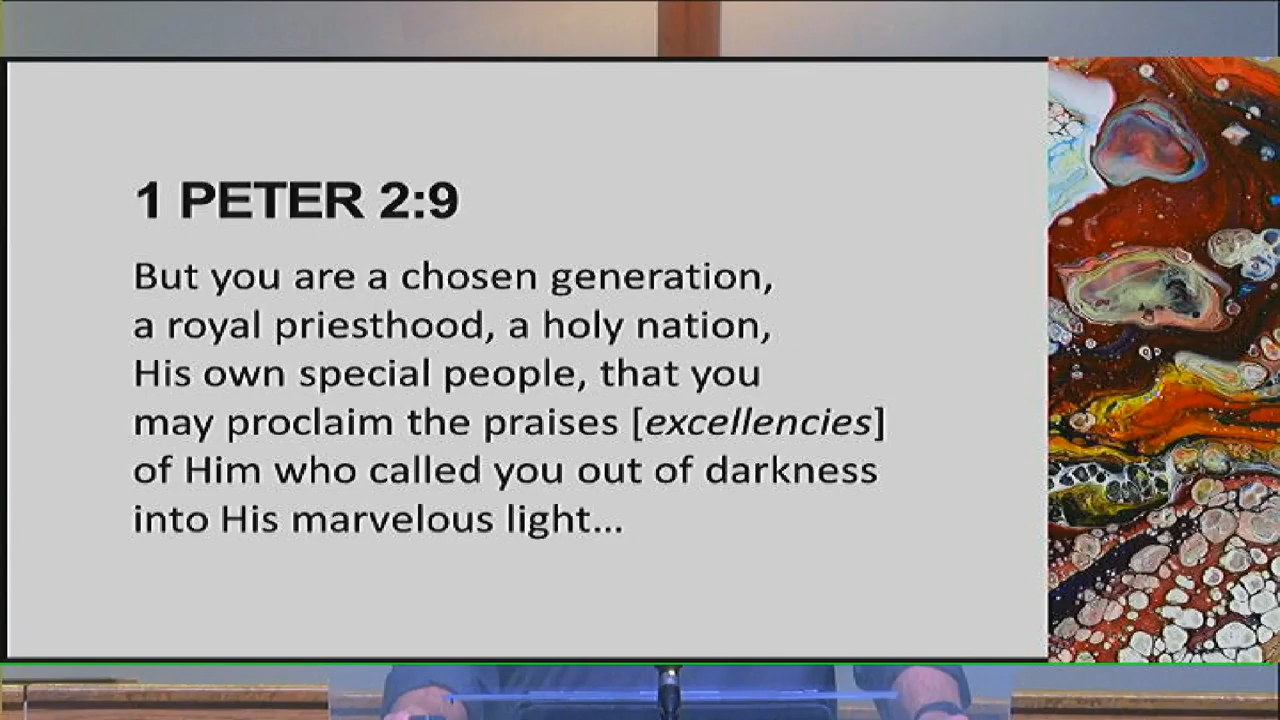 1 PETER 2:9
But you are a chosen generation,
a royal priesthood, a holy nation,
His own special people, that you
may proclaim the praises [excellencies]
of Him who called you out of darkness
into His marvelous light...